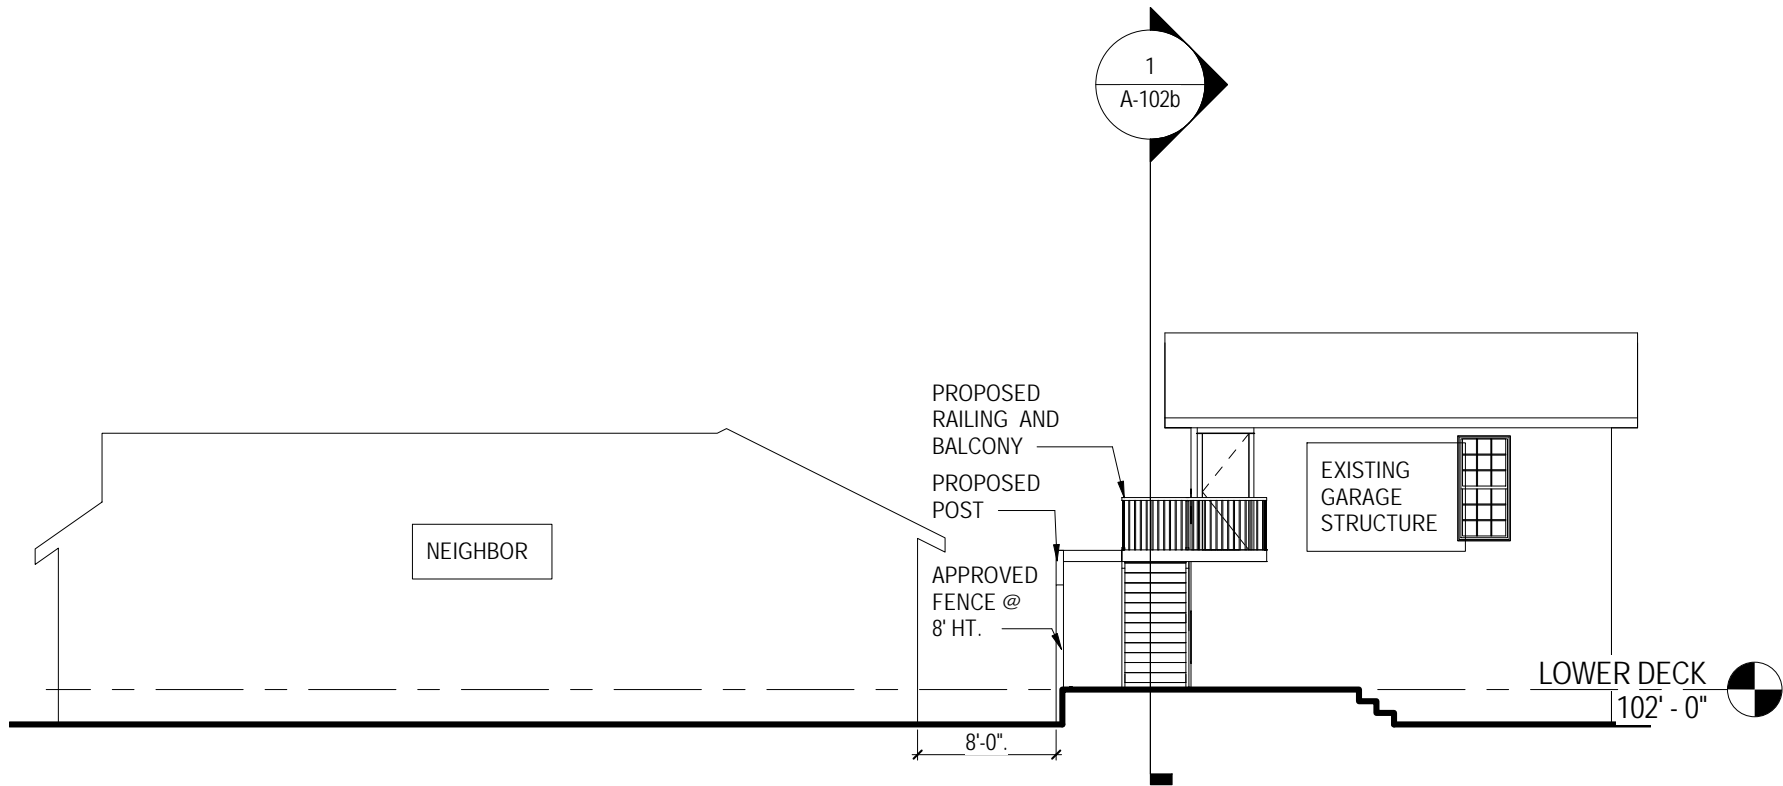 1
A-102b
PROPOSED
RAILING AND
BALCONY
PROPOSED
POST
APPROVED
FENCE @
8' HT.
NEIGHBOR
EXISTING
GARAGE
STRUCTURE
LOWER DECK
102' - 0"
8'-0".